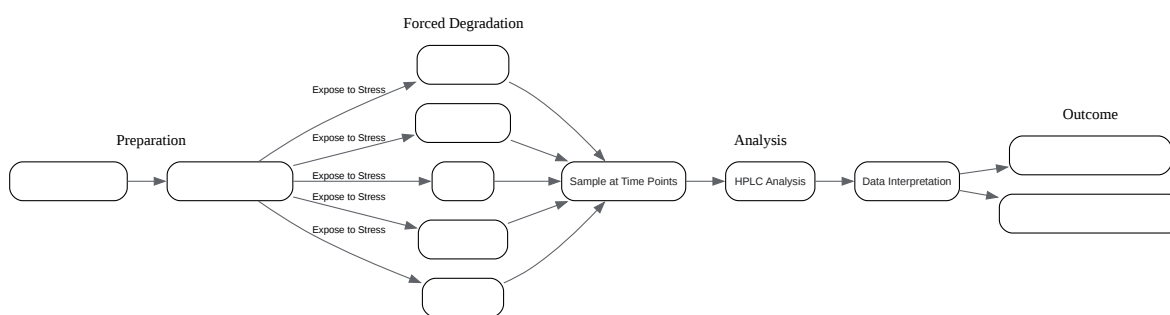 Forced Degradation
Expose to Stress
Expose to Stress
Expose to Stress
Expose to Stress
Expose to Stress
Preparation
Sample at Time Points
Analysis
HPLC Analysis
Data Interpretation
Outcome